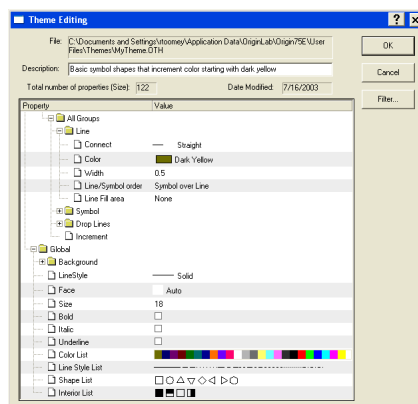 Theme Editing
File: C:\Documents and Settings\rtoomey\Application Data\OriginLab\Origin75E\User Files\Themes\MyTheme.OTH
OK
Description: Basic symbol shapes that increment color starting with dark yellow
Cancel
Total number of properties (Size): 122 Date Modified: 7/16/2003
Filter...
Property Value
All Groups
Line
Connect Straight
Color Dark Yellow
Width 0.5
Line/Symbol order Symbol over Line
Line Fill area None
Symbol
Drop Lines
Increment
Global
Background
LineStyle Solid
Face Auto
Size 18
Bold
Italic
Underline
Color List
Line Style List
Shape List
Interior List